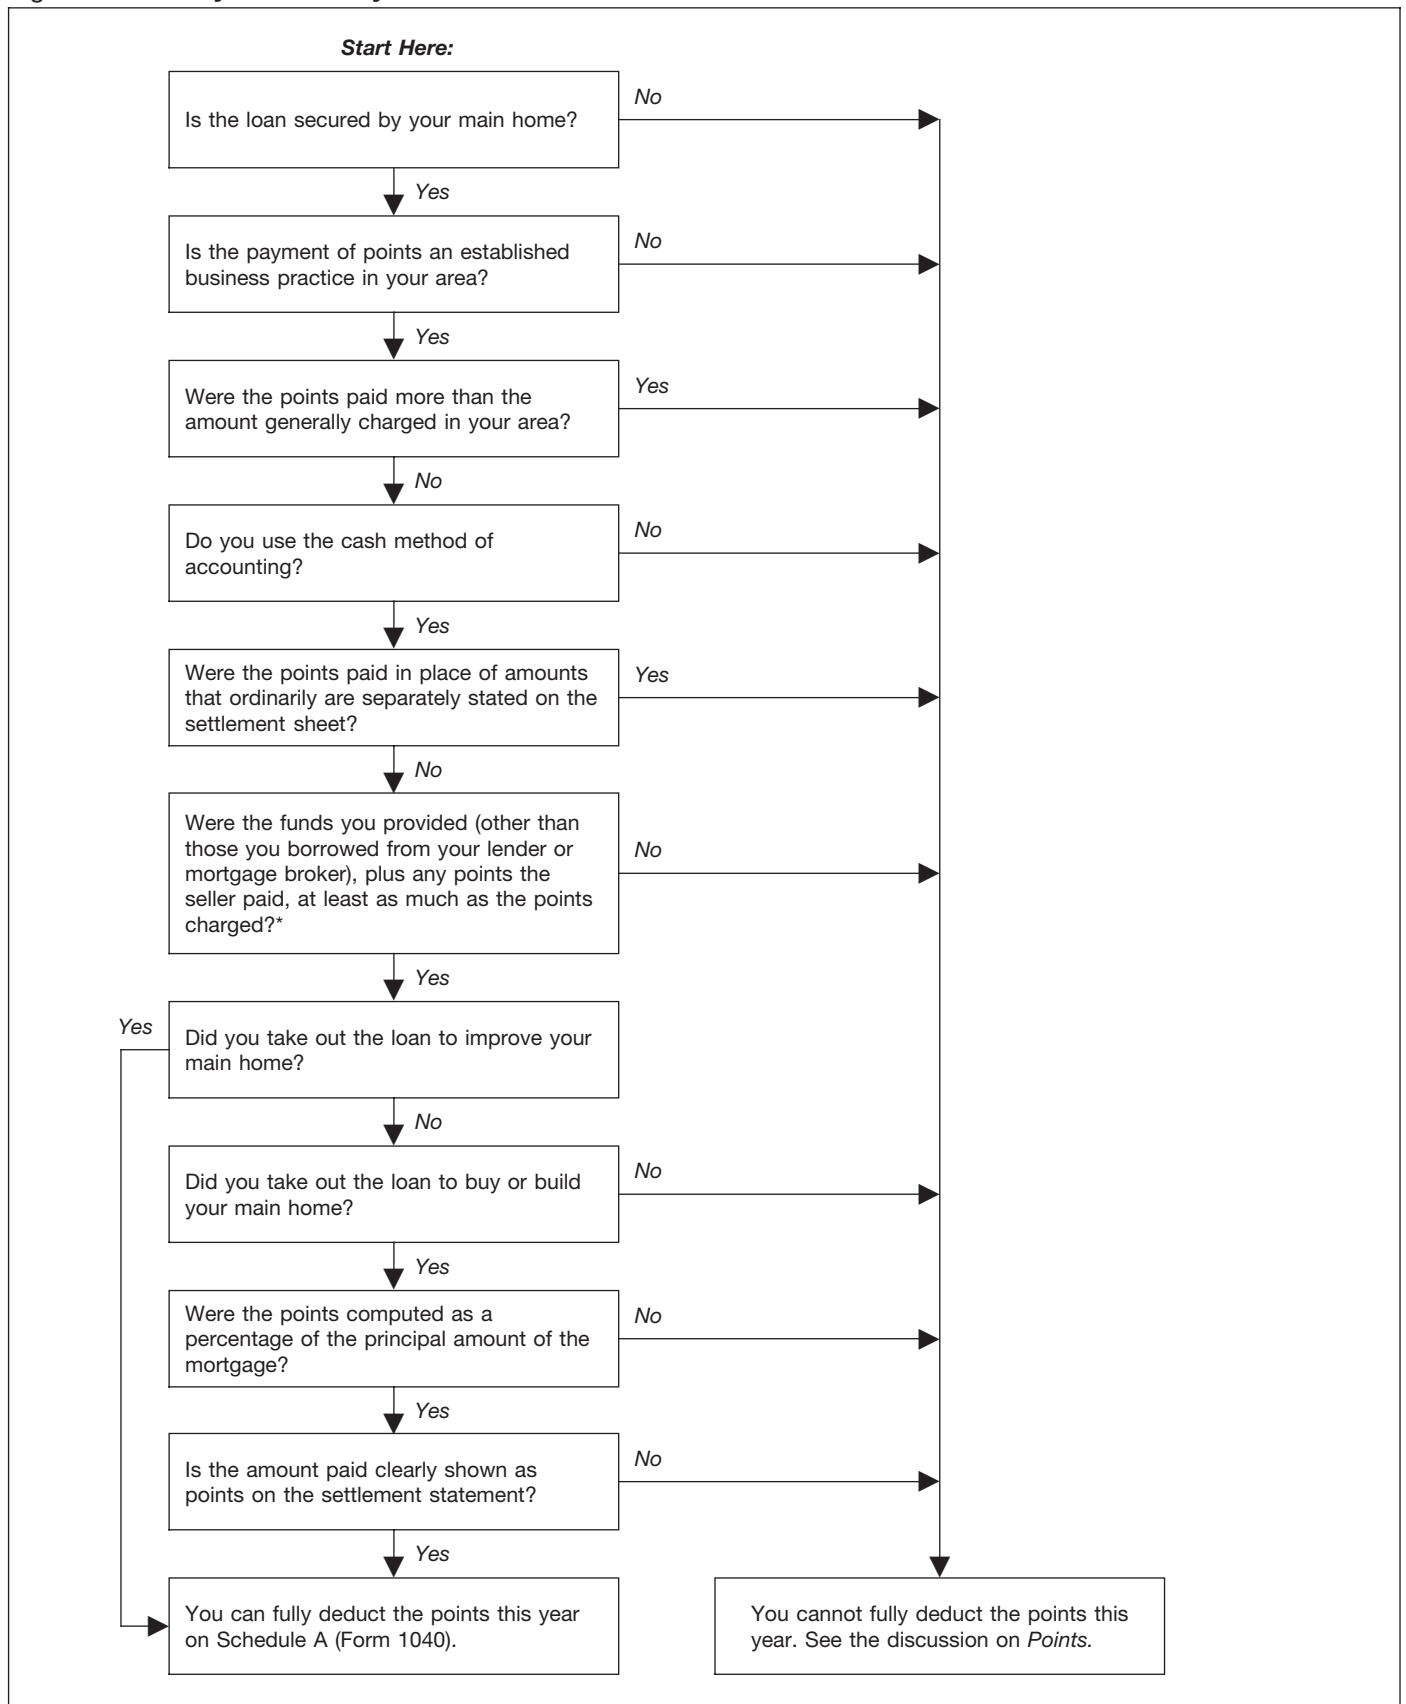 Start Here:
Is the loan secured by your main home?
No
Yes
Is the payment of points an established
business practice in your area?
No
Yes
Were the points paid more than the
amount generally charged in your area?
Yes
No
Do you use the cash method of
accounting?
No
Yes
Were the points paid in place of amounts
that ordinarily are separately stated on the
settlement sheet?
Yes
No
Were the funds you provided (other than
those you borrowed from your lender or
mortgage broker), plus any points the
seller paid, at least as much as the points
charged?*
No
Yes
Yes
Did you take out the loan to improve your
main home?
No
Did you take out the loan to buy or build
your main home?
No
Yes
Were the points computed as a
percentage of the principal amount of the
mortgage?
No
Yes
Is the amount paid clearly shown as
points on the settlement statement?
No
Yes
You can fully deduct the points this year
on Schedule A (Form 1040).
You cannot fully deduct the points this
year. See the discussion on Points.